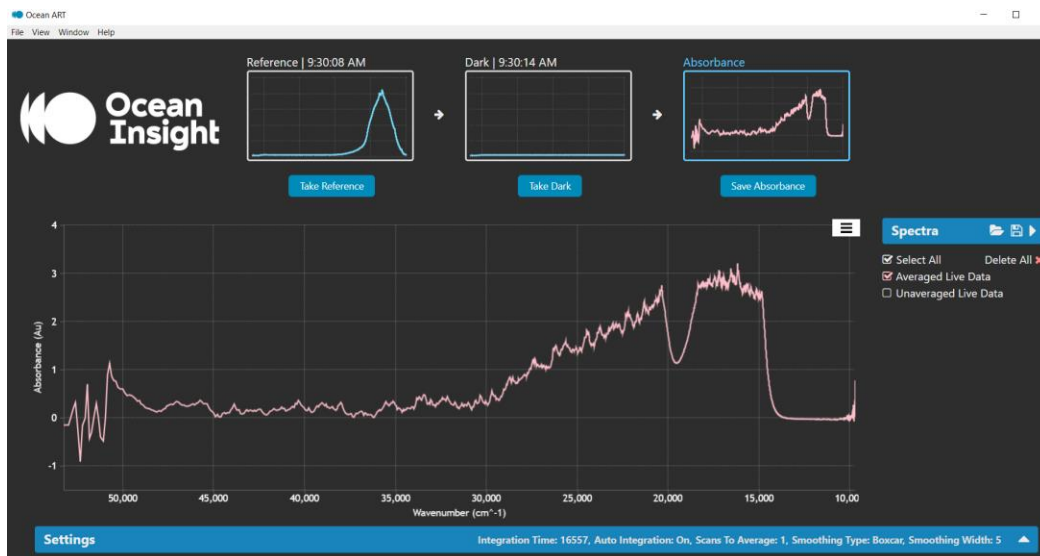 Ocean ART
File View Window Help
Reference | 9:30:08 AM
Dark | 9:30:14 AM
Absorbance
Ocean
Insight
Take Reference
Take Dark
Save Absorbance
Spectra
Select All Delete All
Averaged Live Data
Unaveraged Live Data
4
3
2
1
0
-1
Absorbance (Au)
50,000 45,000 40,000 35,000 30,000 25,000 20,000 15,000 10,00
Wavenumber (cm^-1)
Settings
Integration Time: 16557, Auto Integration: On, Scans To Average: 1, Smoothing Type: Boxcar, Smoothing Width: 5